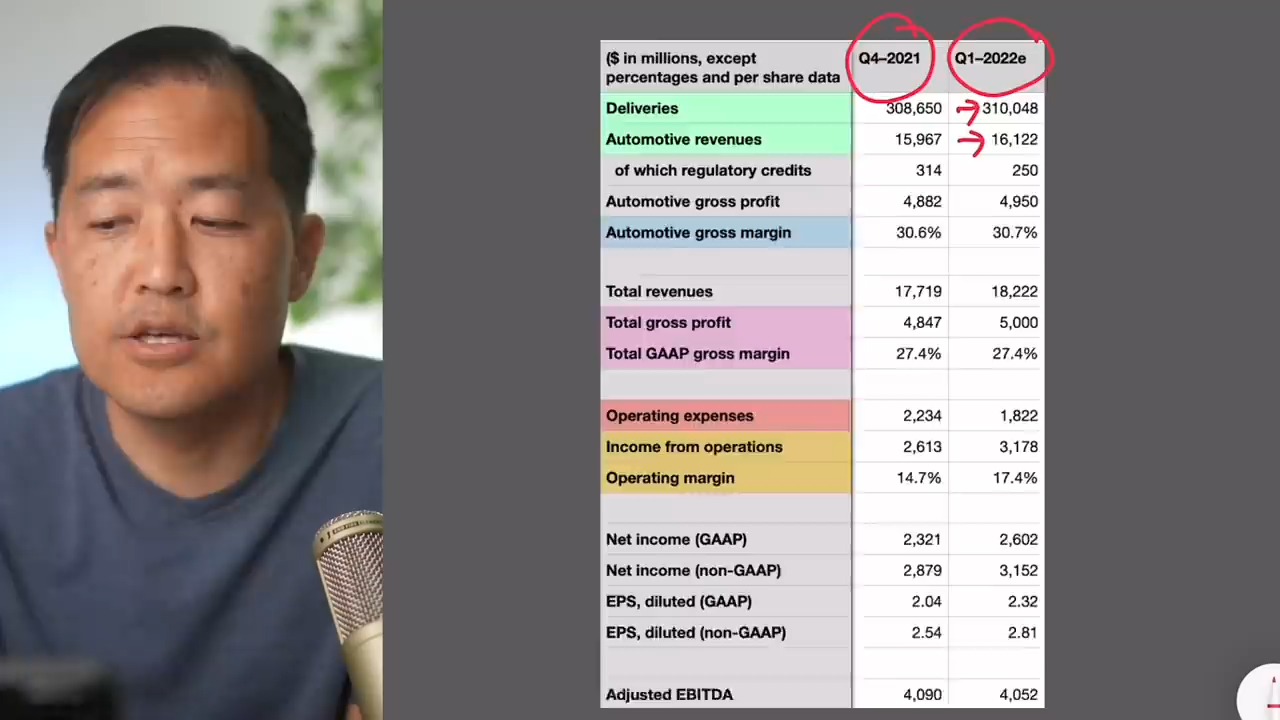 ($ in millions, except
percentages and per share data Q4–2021 Q1–2022e
Deliveries 308,650 310,048
Automotive revenues 15,967 16,122
of which regulatory credits 314 250
Automotive gross profit 4,882 4,950
Automotive gross margin 30.6% 30.7%
Total revenues 17,719 18,222
Total gross profit 4,847 5,000
Total GAAP gross margin 27.4% 27.4%
Operating expenses 2,234 1,822
Income from operations 2,613 3,178
Operating margin 14.7% 17.4%
Net income (GAAP) 2,321 2,602
Net income (non-GAAP) 2,879 3,152
EPS, diluted (GAAP) 2.04 2.32
EPS, diluted (non-GAAP) 2.54 2.81
Adjusted EBITDA 4,090 4,052